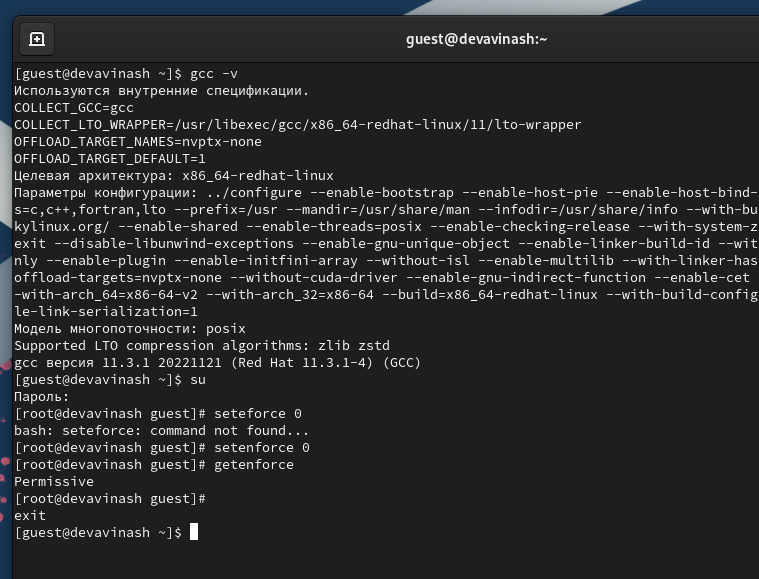 guest@devavinash:~
[guest@devavinash ~]$ gcc -v
Используются внутренние спецификации.
COLLECT_GCC=gcc
COLLECT_LTO_WRAPPER=/usr/libexec/gcc/x86_64-redhat-linux/11/lto-wrapper
OFFLOAD_TARGET_NAMES=nvptx-none
OFFLOAD_TARGET_DEFAULT=1
Целевая архитектура: x86_64-redhat-linux
Параметры конфигурации: ../configure --enable-bootstrap --enable-host-pie --enable-host-bind-
s=c,c++,fortran,lto --prefix=/usr --mandir=/usr/share/man --infodir=/usr/share/info --with-bu
kylinux.org/ --enable-shared --enable-threads=posix --enable-checking=release --with-system-z
exit --disable-libunwind-exceptions --enable-gnu-unique-object --enable-linker-build-id --wit
nly --enable-plugin --enable-initfini-array --without-isl --enable-multilib --with-linker-has
offload-targets=nvptx-none --without-cuda-driver --enable-gnu-indirect-function --enable-cet
-with-arch_64=x86-64-v2 --with-arch_32=x86-64 --build=x86_64-redhat-linux --with-build-config
le-link-serialization=1
Модель многопоточности: posix
Supported LTO compression algorithms: zlib zstd
gcc версия 11.3.1 20221121 (Red Hat 11.3.1-4) (GCC)
[guest@devavinash ~]$ su
Пароль:
[root@devavinash guest]# seteforce 0
bash: seteforce: command not found...
[root@devavinash guest]# setenforce 0
[root@devavinash guest]# getenforce
Permissive
[root@devavinash guest]#
exit
[guest@devavinash ~]$